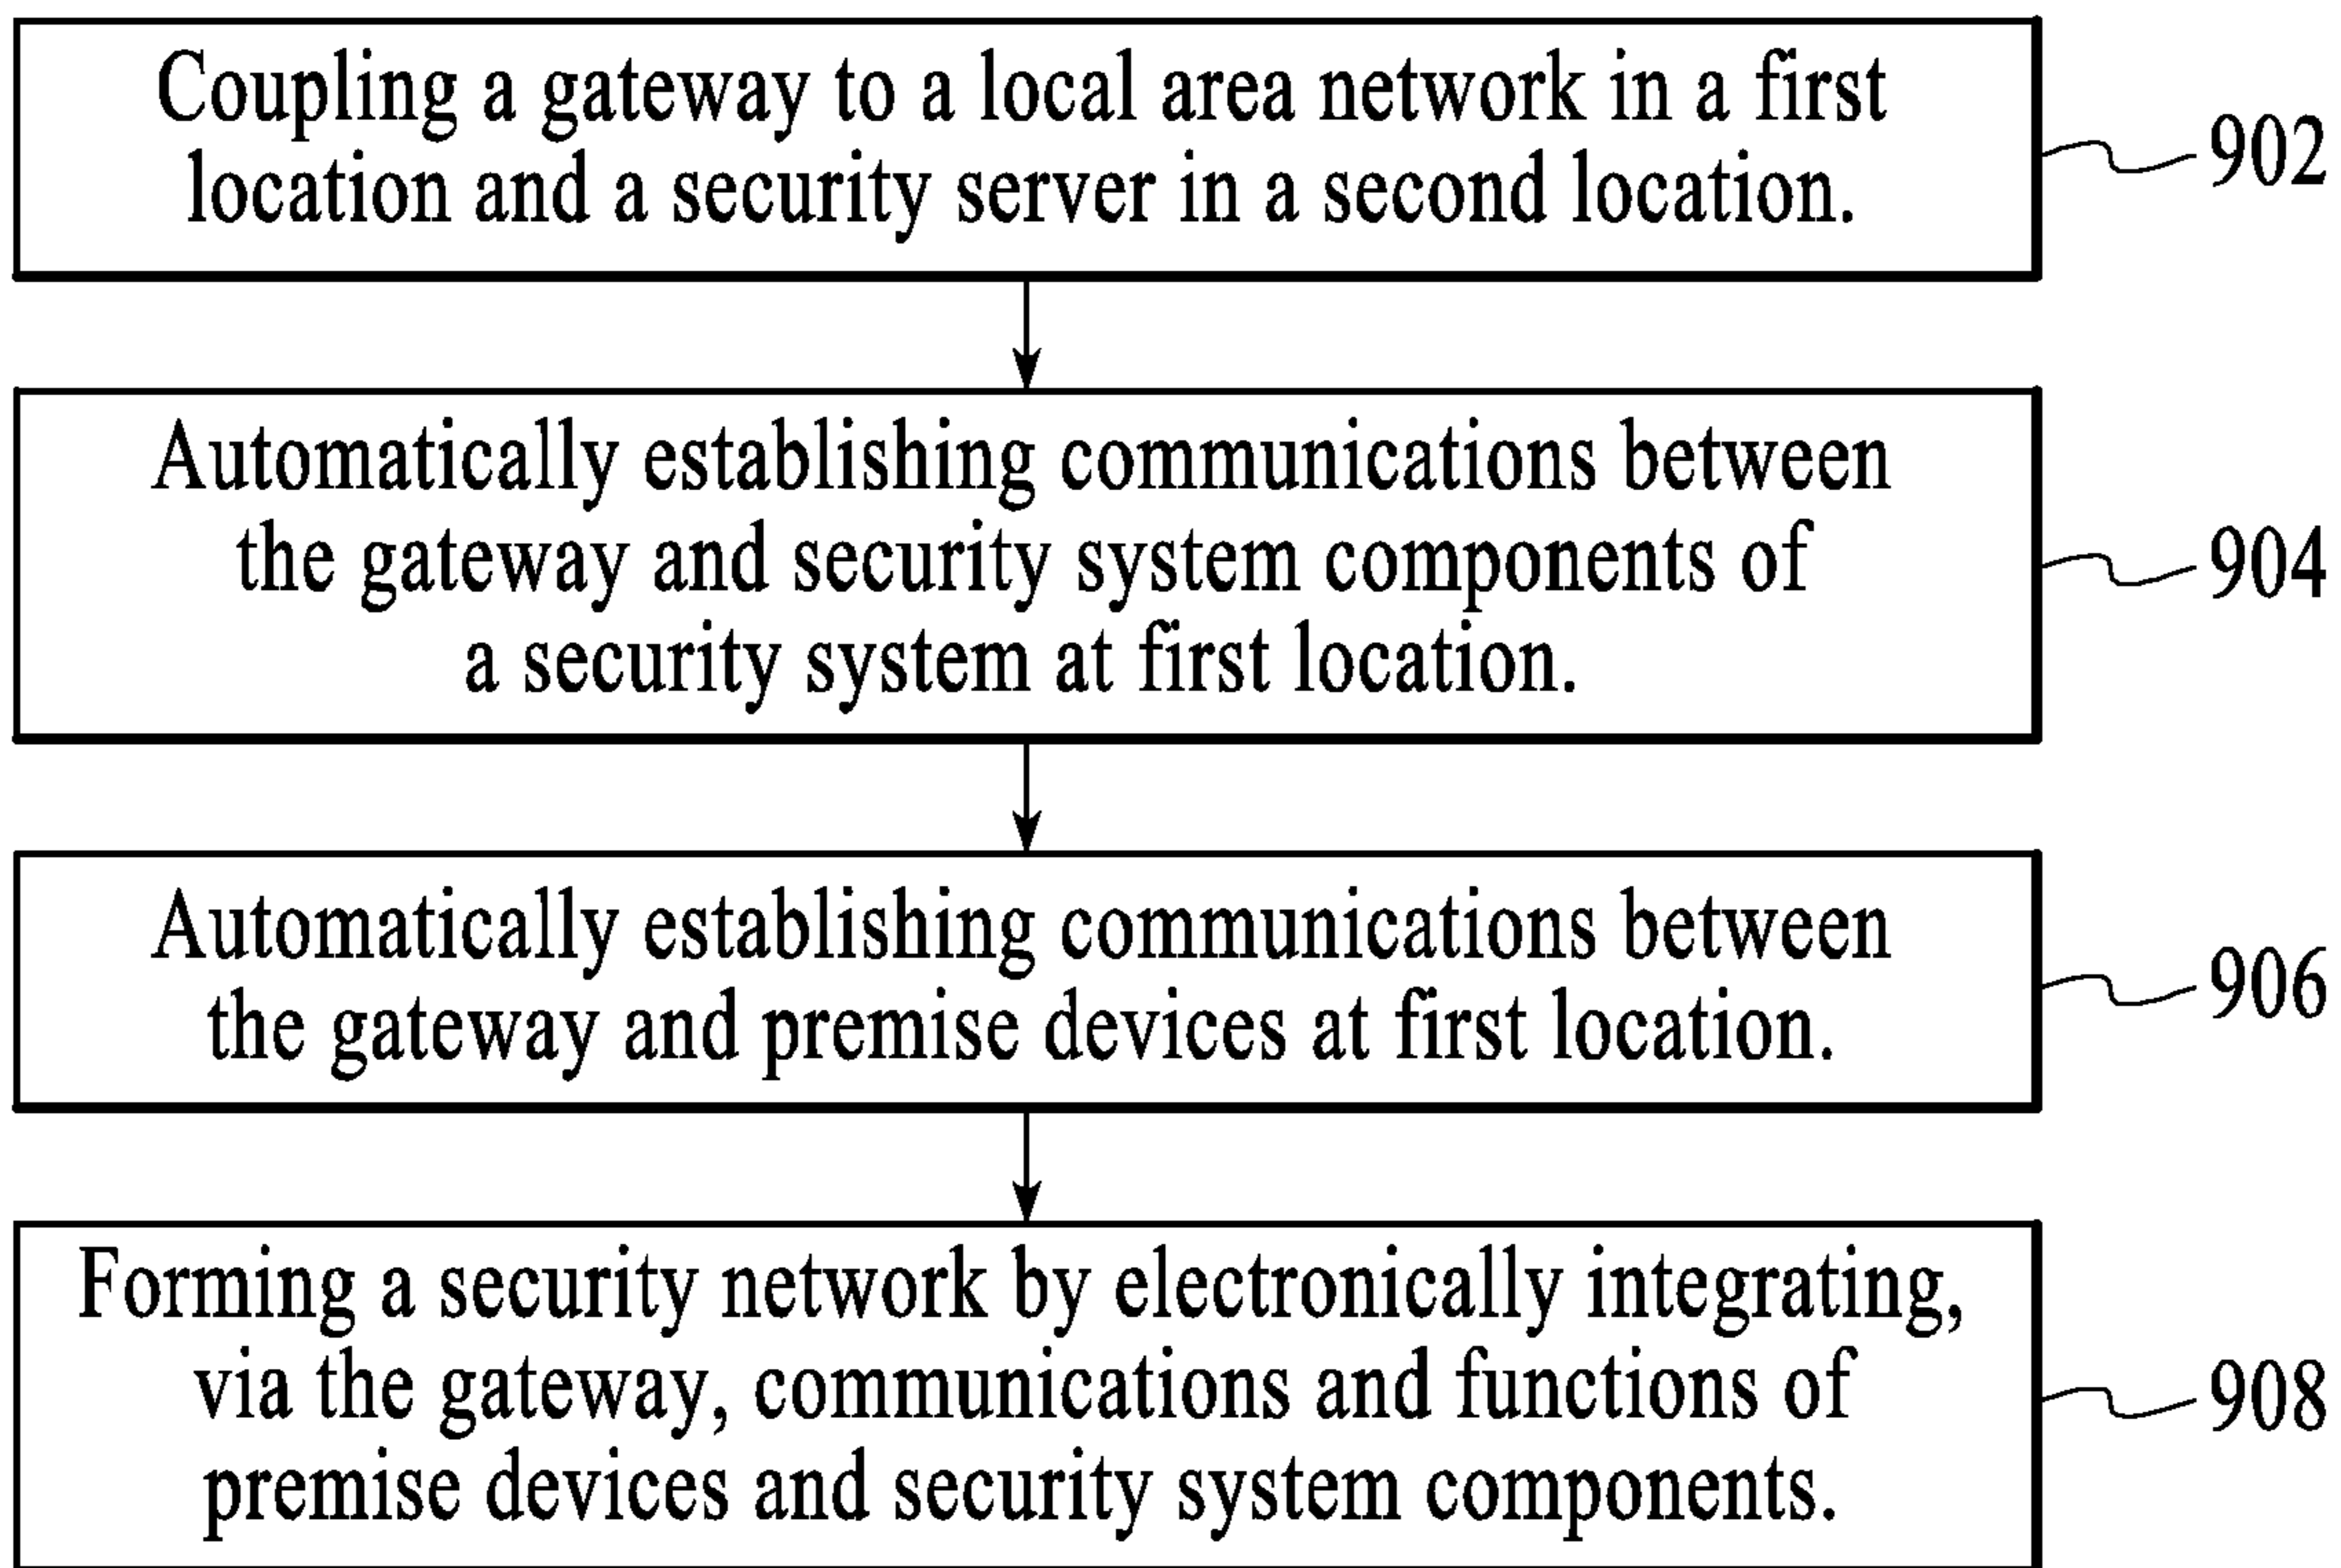 Coupling a gateway to a local area network in a first
location and a security server in a second location.
902
Automatically establishing communications between
the gateway and security system components of
a security system at first location.
904
Automatically establishing communications between
the gateway and premise devices at first location.
906
Forming a security network by electronically integrating,
via the gateway, communications and functions of
premise devices and security system components.
908